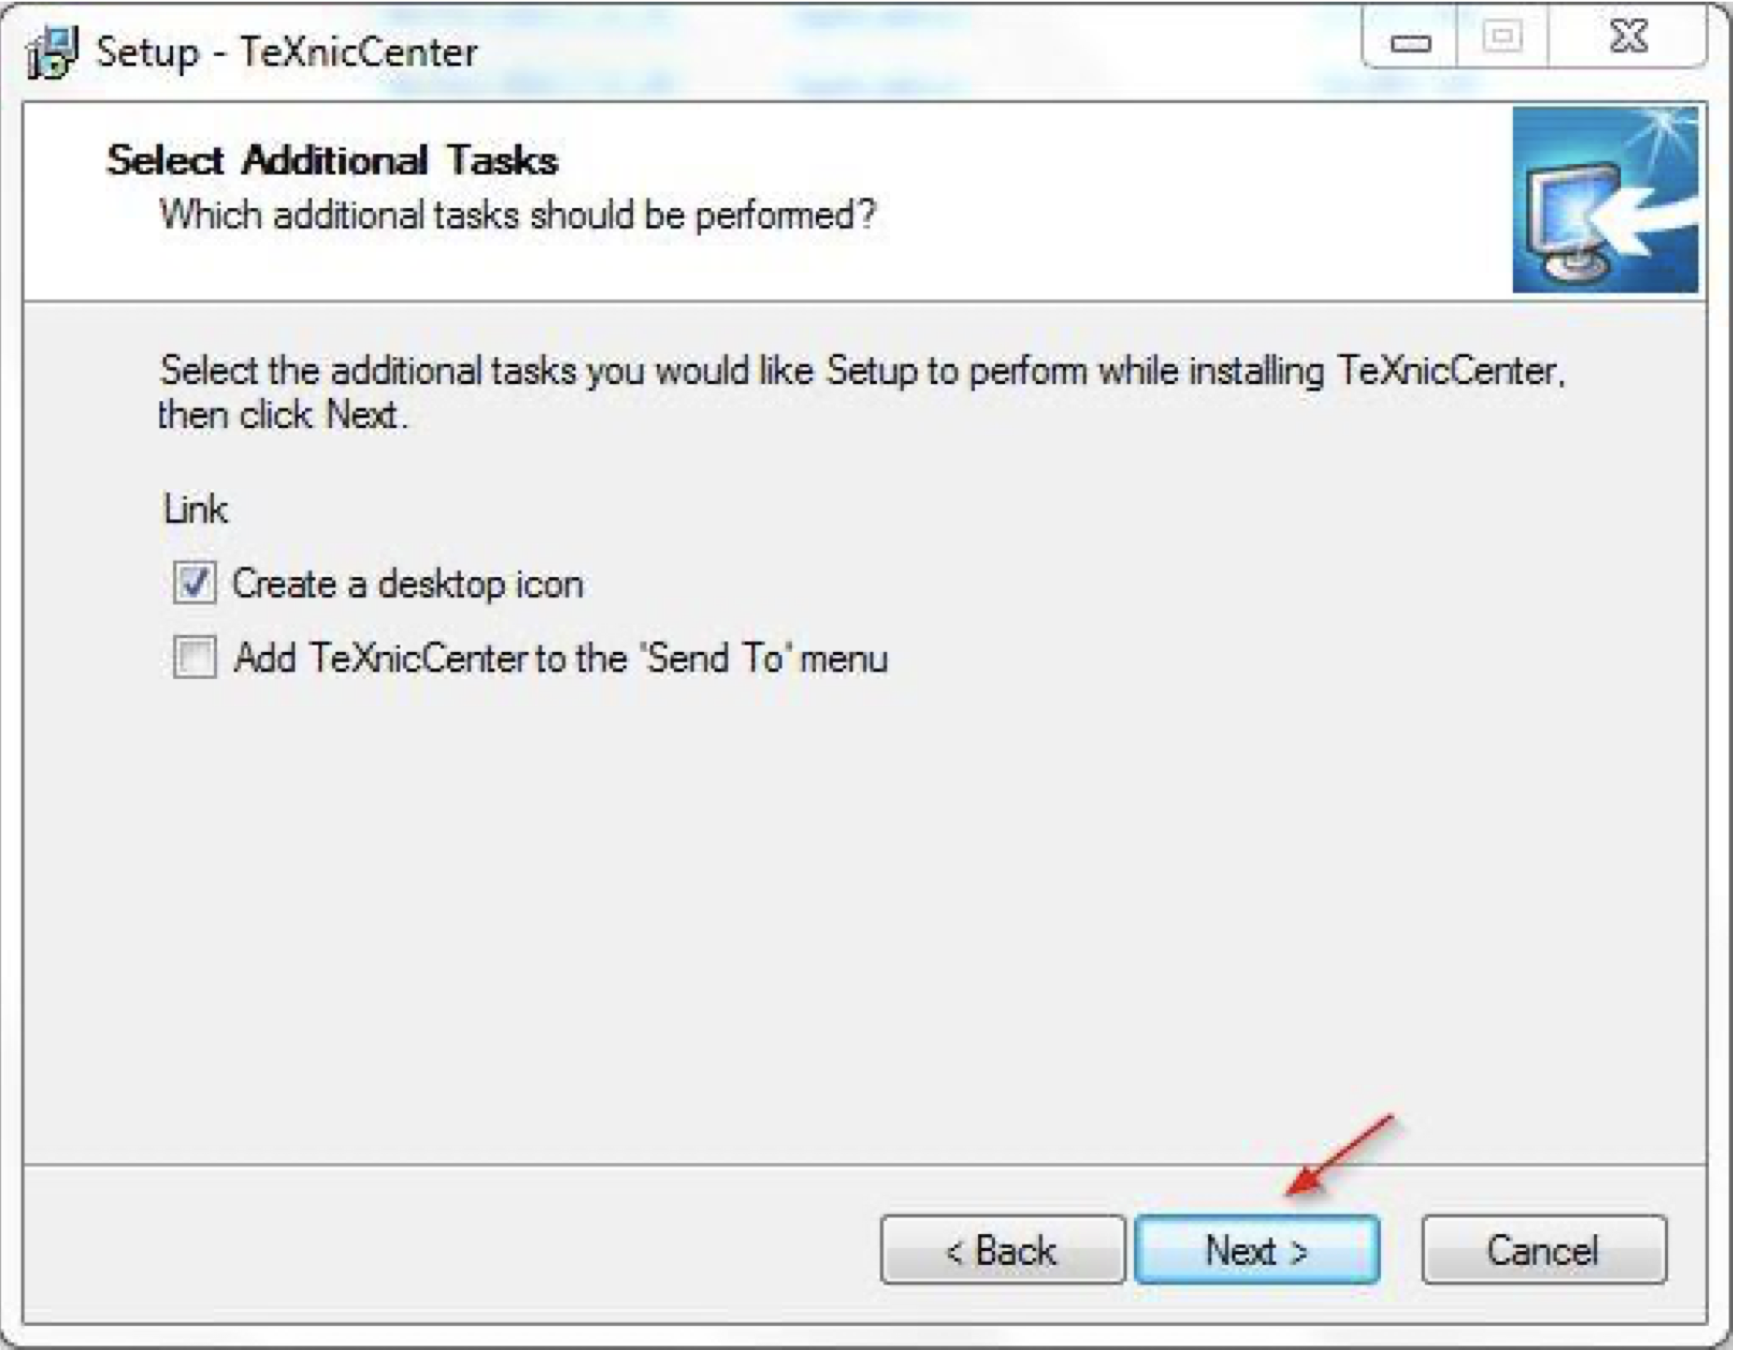 Setup - TeXnicCenter
Select Additional Tasks
Which additional tasks should be performed?
Select the additional tasks you would like Setup to perform while installing TeXnicCenter,
then click Next.
Link
Create a desktop icon
Add TeXnicCenter to the 'Send To' menu
< Back
Next >
Cancel